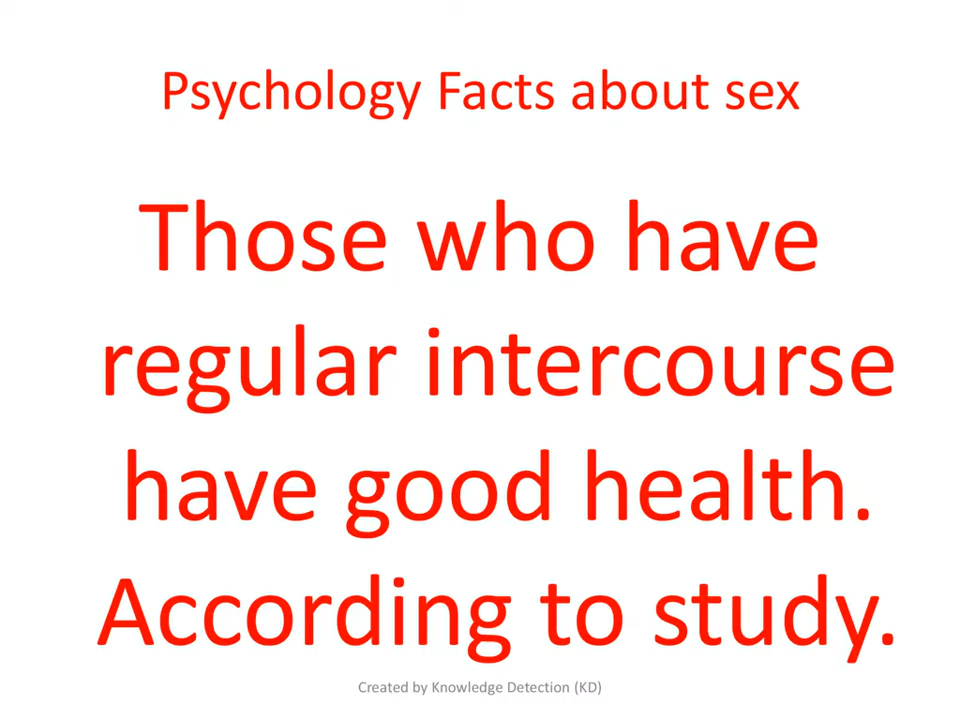 Psychology Facts about sex
Those who have
regular intercourse
have good health.
According to study.
Created by Knowledge Detection (KD)